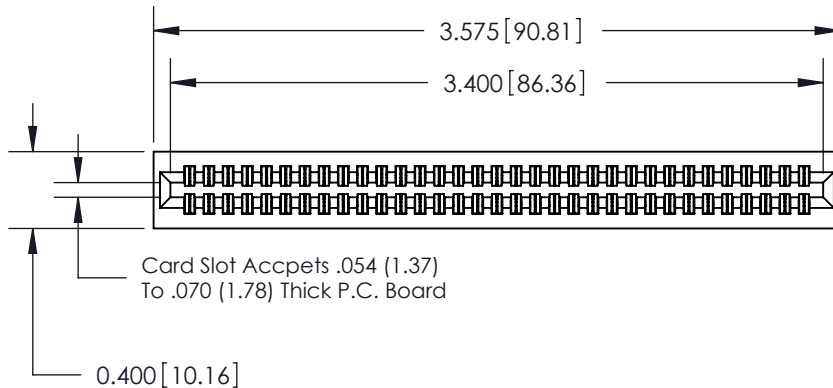 3.575[90.81]
3.400[86.36]
Card Slot Accpets .054 (1.37)
To .070 (1.78) Thick P.C. Board
0.400[10.16]